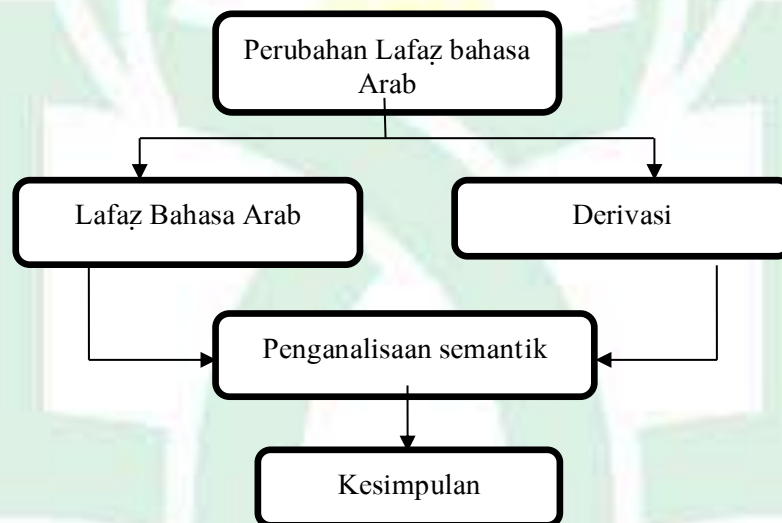 Perubahan Lafaẓ bahasa
Arab
Lafaẓ Bahasa Arab
Derivasi
Penganalisaan semantik
Kesimpulan